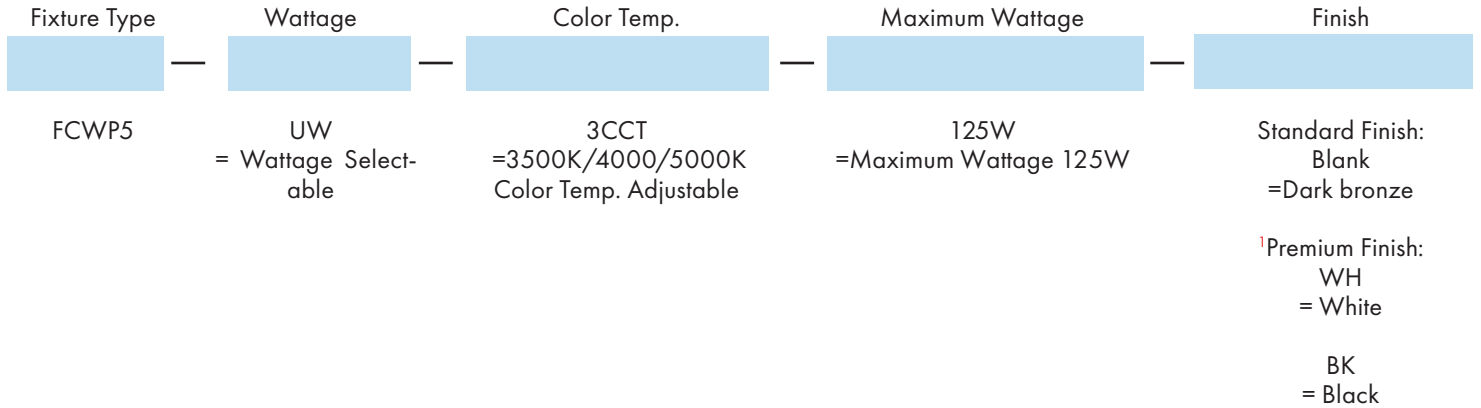 Fixture Type
Wattage
Color Temp.
Maximum Wattage
Finish
— — — —
FCWP5
UW
= Wattage Select-
able
3CCT
=3500K/4000/5000K
Color Temp. Adjustable
125W
=Maximum Wattage 125W
Standard Finish:
Blank
=Dark bronze
¹Premium Finish:
WH
= White
BK
= Black